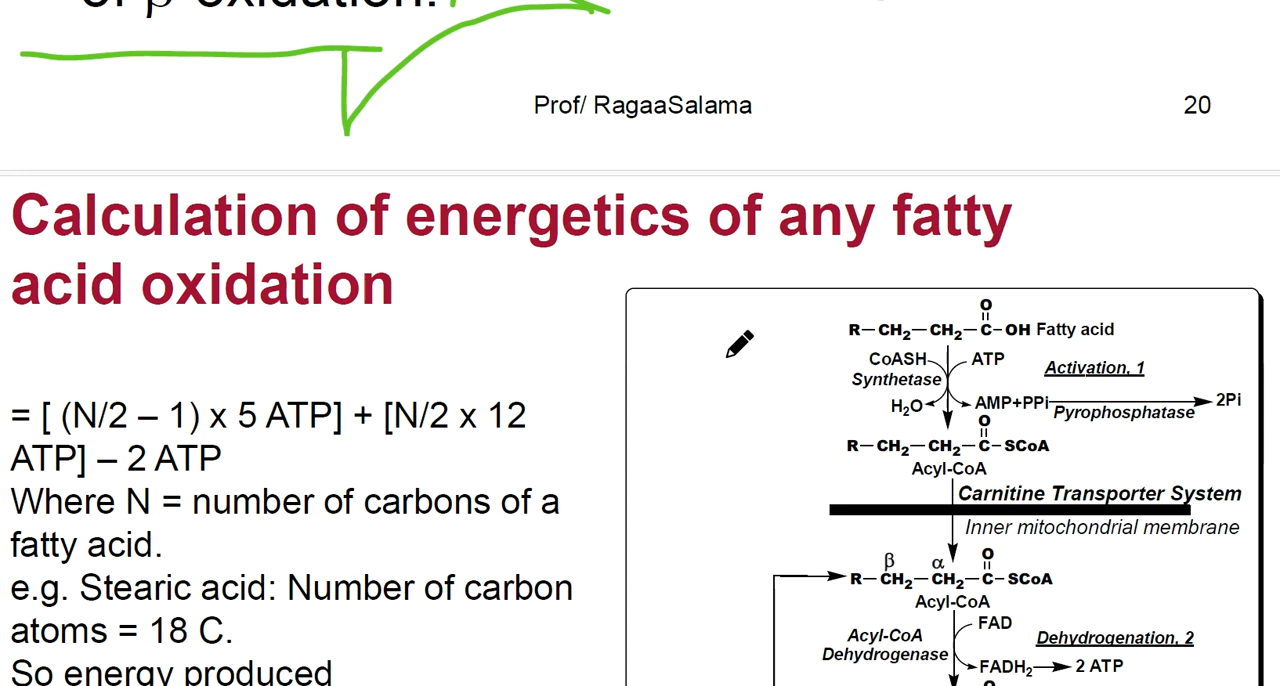 of β-oxidation.
Prof/ RagaaSalama
20
Calculation of energetics of any fatty
acid oxidation
= [ (N/2 – 1) x 5 ATP] + [N/2 x 12
ATP] – 2 ATP
Where N = number of carbons of a
fatty acid.
e.g. Stearic acid: Number of carbon
atoms = 18 C.
So energy produced
O
R–CH₂–CH₂–C–OH Fatty acid
CoASH
ATP
Synthetase
Activation, 1
H₂O
AMP+PPi
Pyrophosphatase
2Pi
O
R–CH₂–CH₂–C–SCoA
Acyl-CoA
Carnitine Transporter System
Inner mitochondrial membrane
β
α
O
R–CH₂–CH₂–C–SCoA
Acyl-CoA
FAD
Acyl-CoA
Dehydrogenase
Dehydrogenation, 2
FADH₂
2 ATP
O